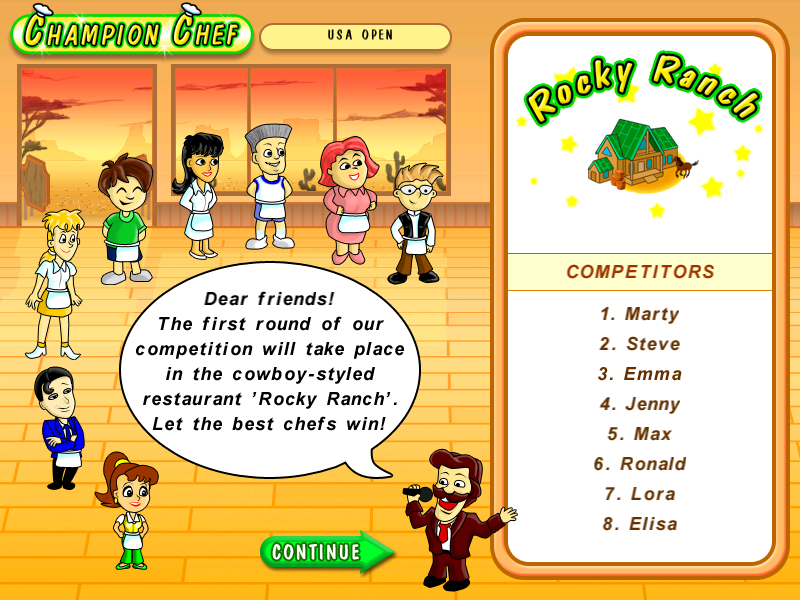 CHAMPION CHEF
USA OPEN
Rocky Ranch
COMPETITORS
1. Marty
2. Steve
3. Emma
4. Jenny
5. Max
6. Ronald
7. Lora
8. Elisa
Dear friends!
The first round of our
competition will take place
in the cowboy-styled
restaurant 'Rocky Ranch'.
Let the best chefs win!
CONTINUE